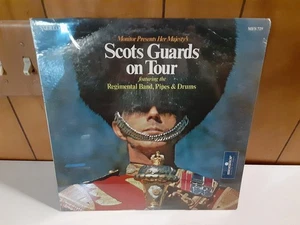 Monitor Presents Her Majesty's
Scots Guards
on Tour
featuring the
Regimental Band, Pipes & Drums